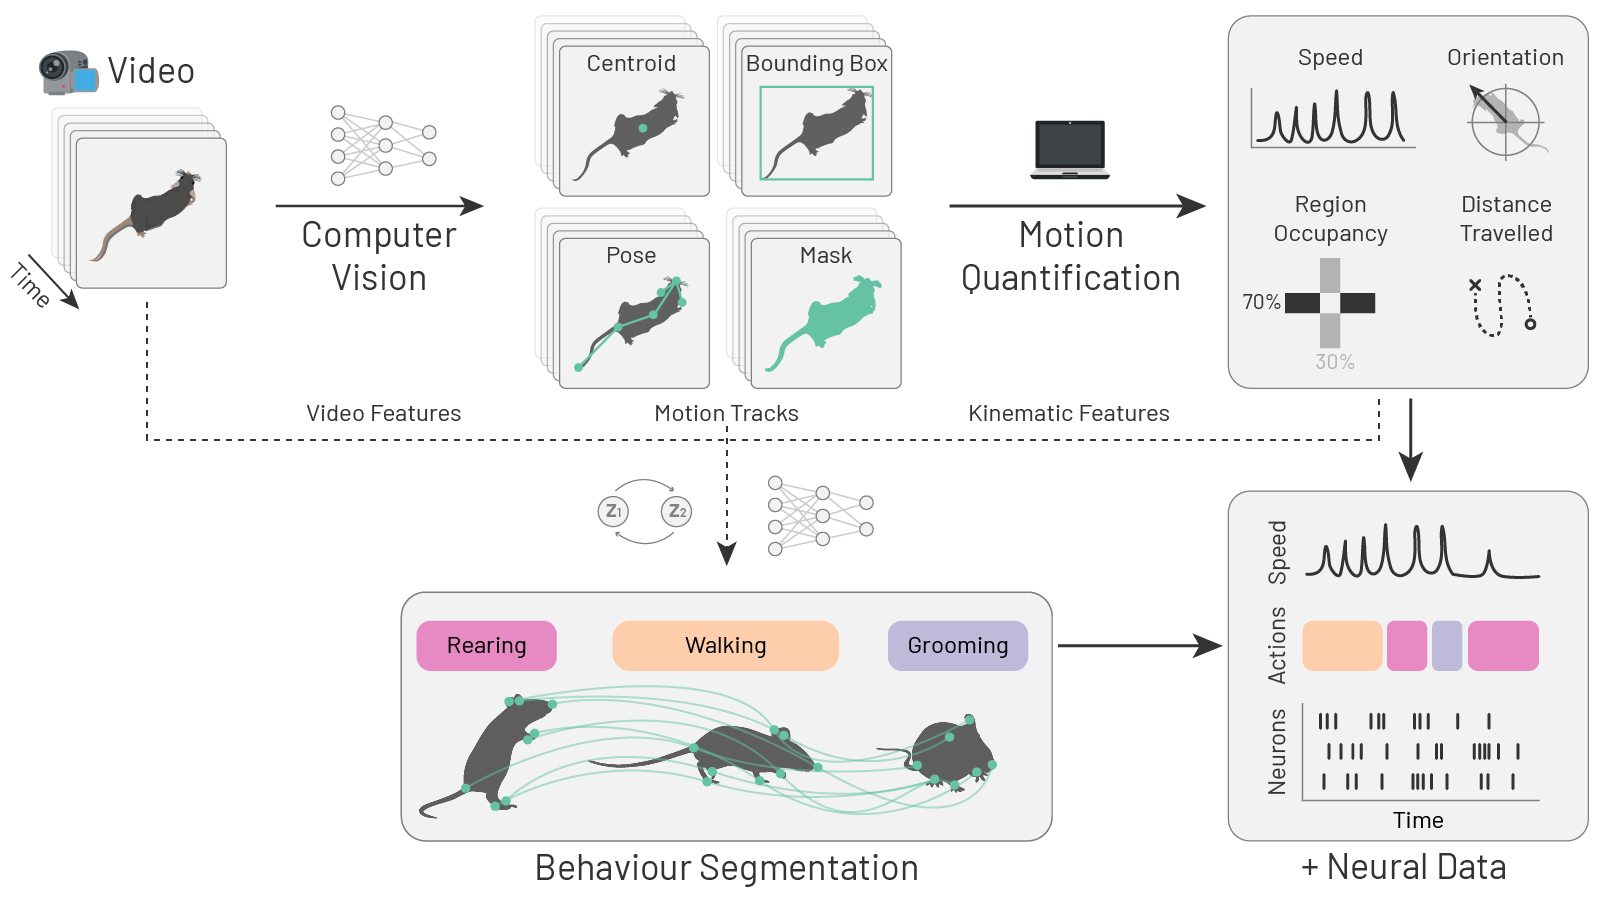 Video
Time
Computer
Vision
Centroid
Bounding Box
Pose
Mask
Motion
Quantification
Speed
Orientation
Region
Occupancy
Distance
Travelled
70%
30%
Video Features
Motion Tracks
Kinematic Features
Z1
Z2
Rearing
Walking
Grooming
Behaviour Segmentation
Speed
Actions
Neurons
Time
+ Neural Data